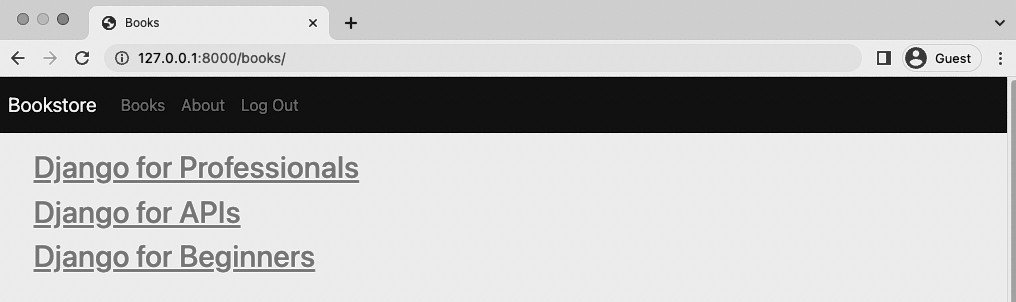 Books
127.0.0.1:8000/books/
Guest
Bookstore Books About Log Out
Django for Professionals
Django for APIs
Django for Beginners